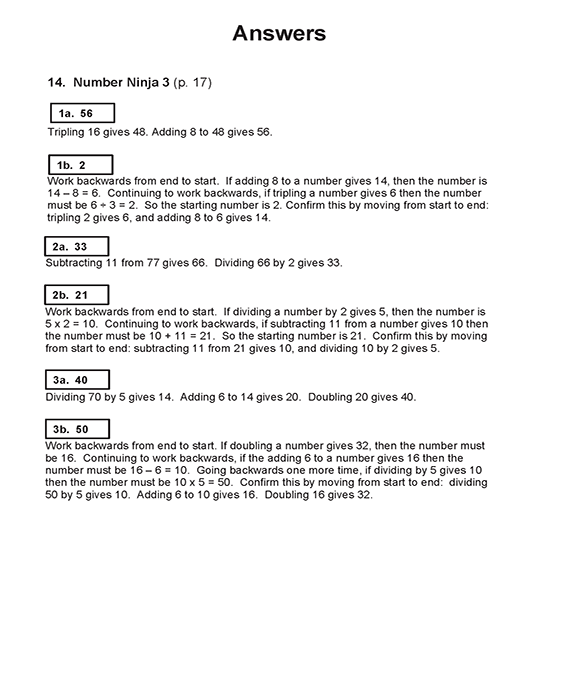 Answers
14. Number Ninja 3 (p. 17)
1a. 56
Tripling 16 gives 48. Adding 8 to 48 gives 56.
1b. 2
Work backwards from end to start. If adding 8 to a number gives 14, then the number is
14 – 8 = 6. Continuing to work backwards, if tripling a number gives 6 then the number
must be 6 ÷ 3 = 2. So the starting number is 2. Confirm this by moving from start to end:
tripling 2 gives 6, and adding 8 to 6 gives 14.
2a. 33
Subtracting 11 from 77 gives 66. Dividing 66 by 2 gives 33.
2b. 21
Work backwards from end to start. If dividing a number by 2 gives 5, then the number is
5 x 2 = 10. Continuing to work backwards, if subtracting 11 from a number gives 10 then
the number must be 10 + 11 = 21. So the starting number is 21. Confirm this by moving
from start to end: subtracting 11 from 21 gives 10, and dividing 10 by 2 gives 5.
3a. 40
Dividing 70 by 5 gives 14. Adding 6 to 14 gives 20. Doubling 20 gives 40.
3b. 50
Work backwards from end to start. If doubling a number gives 32, then the number must
be 16. Continuing to work backwards, if the adding 6 to a number gives 16 then the
number must be 16 – 6 = 10. Going backwards one more time, if dividing by 5 gives 10
then the number must be 10 x 5 = 50. Confirm this by moving from start to end: dividing
50 by 5 gives 10. Adding 6 to 10 gives 16. Doubling 16 gives 32.